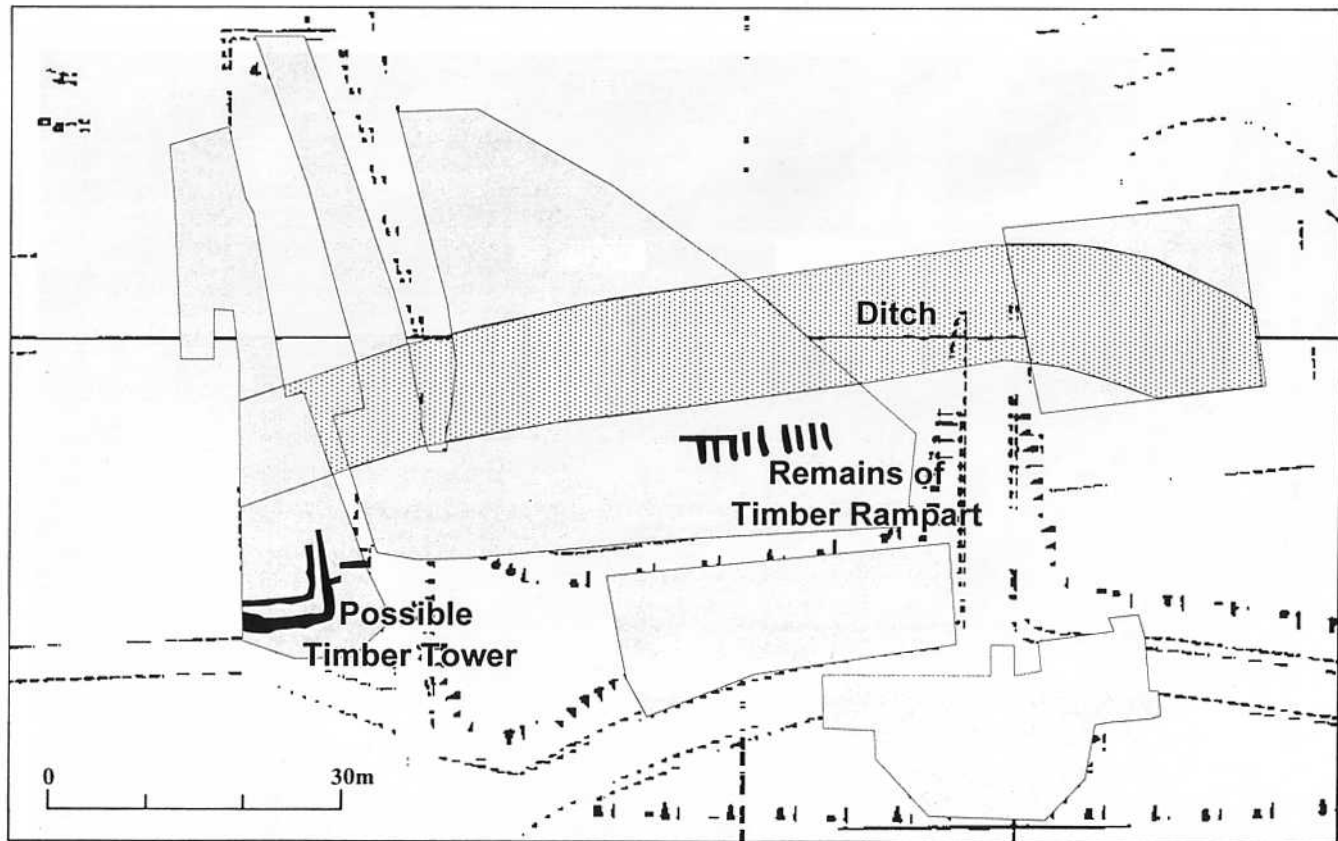 Ditch
Remains of
Timber Rampart
Possible
Timber Tower
0 30m